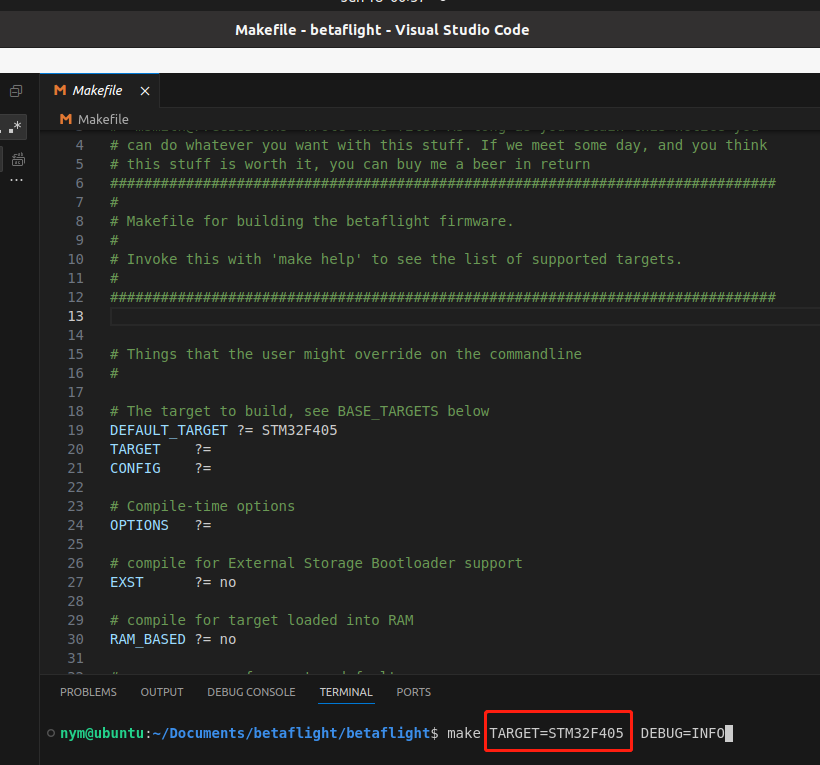 Makefile - betaflight - Visual Studio Code
Makefile
Makefile
4 # can do whatever you want with this stuff. If we meet some day, and you think
5 # this stuff is worth it, you can buy me a beer in return
6 ###############################################################################
7 #
8 # Makefile for building the betaflight firmware.
9 #
10 # Invoke this with 'make help' to see the list of supported targets.
11 #
12 ###############################################################################
13
14
15 # Things that the user might override on the commandline
16 #
17
18 # The target to build, see BASE_TARGETS below
19 DEFAULT_TARGET ?= STM32F405
20 TARGET    ?=
21 CONFIG    ?=
22
23 # Compile-time options
24 OPTIONS   ?=
25
26 # compile for External Storage Bootloader support
27 EXST      ?= no
28
29 # compile for target loaded into RAM
30 RAM_BASED ?= no
31
PROBLEMS OUTPUT DEBUG CONSOLE TERMINAL PORTS
nym@ubuntu:~/Documents/betaflight/betaflight$ make TARGET=STM32F405 DEBUG=INFO